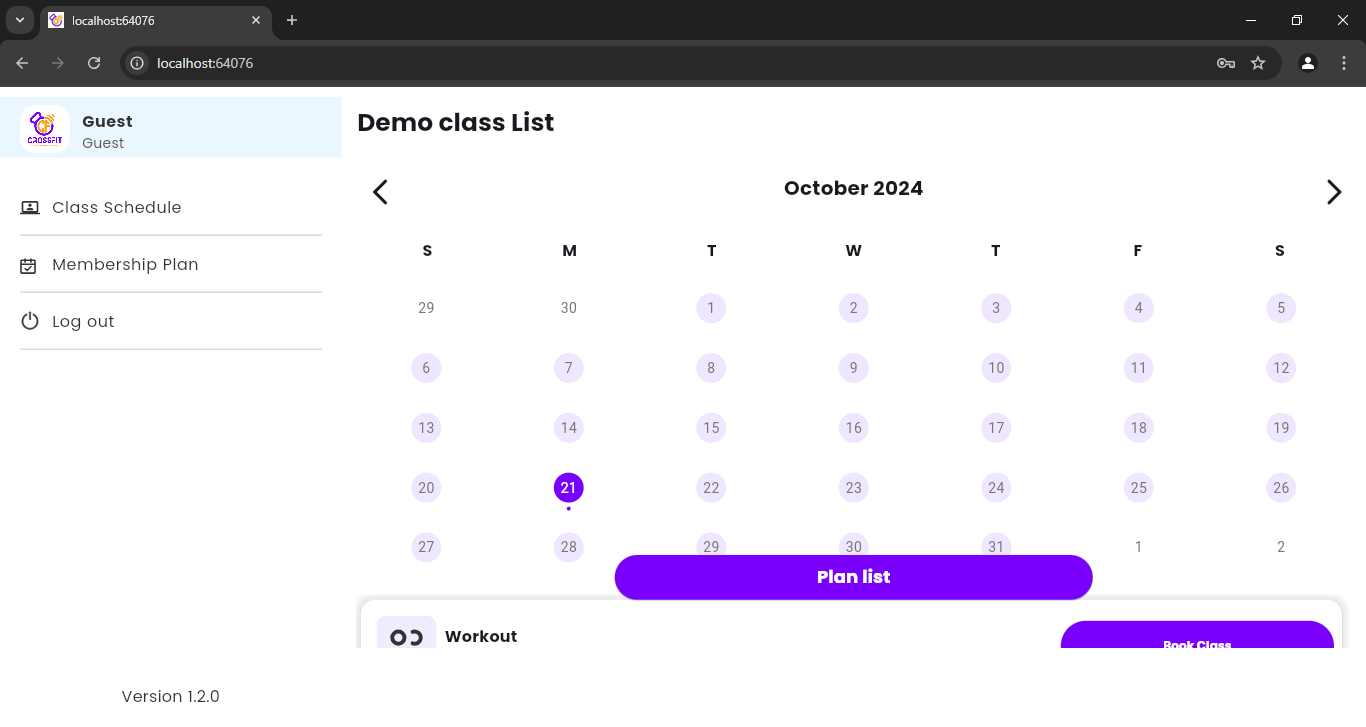 localhost:64076
localhost:64076
CROSSFIT
Guest
Guest
Class Schedule
Membership Plan
Log out
Version 1.2.0
Demo class List
October 2024
S M T W T F S
29 30 1 2 3 4 5
6 7 8 9 10 11 12
13 14 15 16 17 18 19
20 21 22 23 24 25 26
27 28 29 30 31 1 2
Plan list
Workout
Book Class